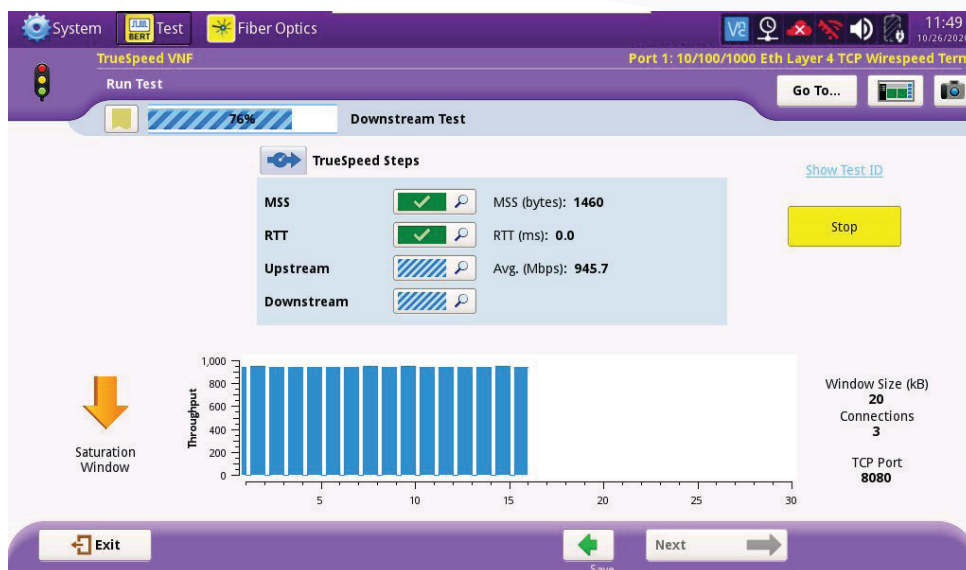 System BERT Test Fiber Optics 11:49
10/26/202
TrueSpeed VNF Port 1: 10/100/1000 Eth Layer 4 TCP Wirespeed Term
Run Test Go To...
76% Downstream Test
TrueSpeed Steps
Show Test ID
MSS MSS (bytes): 1460
RTT RTT (ms): 0.0
Stop
Upstream Avg. (Mbps): 945.7
Downstream
1,000
800
600
400
200
0
Throughput
5 10 15 20 25 30
Saturation
Window
Window Size (kB)
20
Connections
3
TCP Port
8080
Exit Next
Save